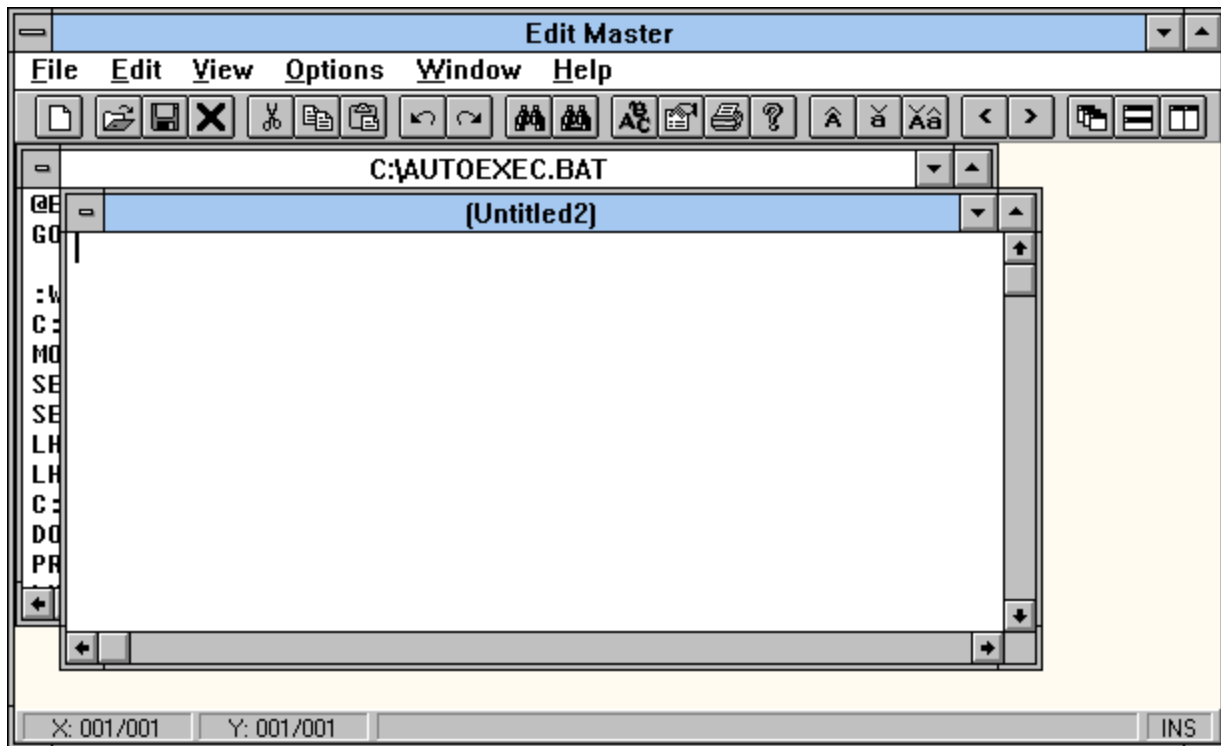 Edit Master
File Edit View Options Window Help
C:\AUTOEXEC.BAT
(Untitled2)
@E
GO
:W
C:
MO
SE
SE
LH
LH
C:
DO
PR
X: 001/001 Y: 001/001 INS